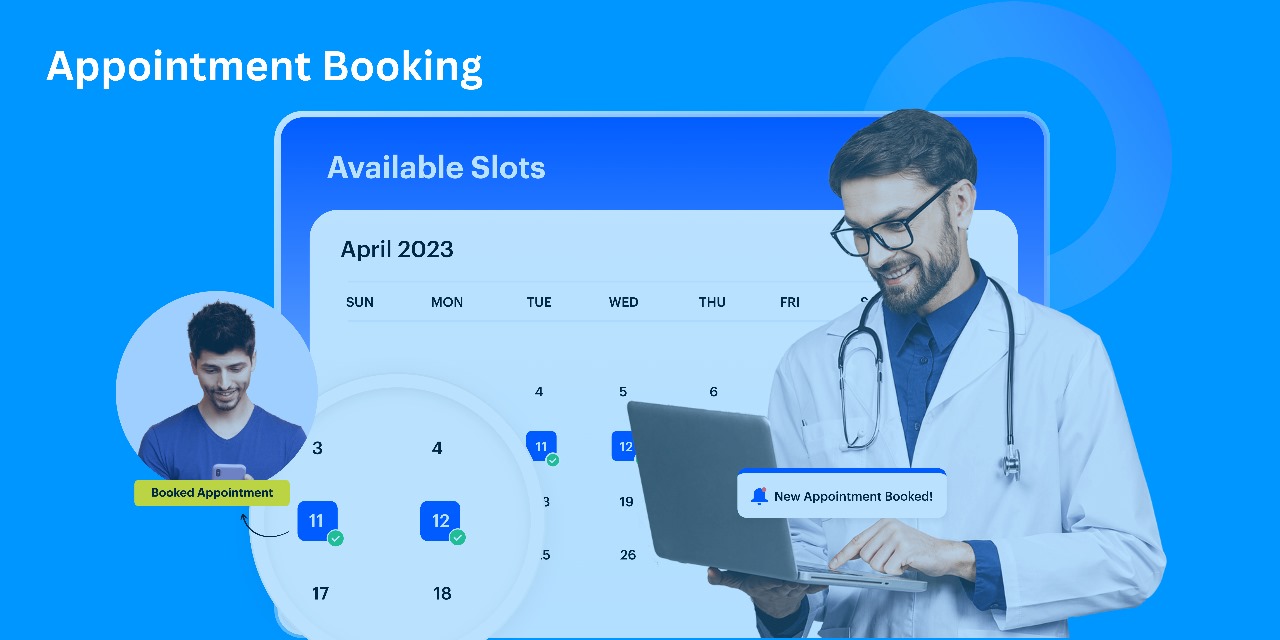 Appointment Booking
Available Slots
April 2023
SUN MON TUE WED THU FRI
4 5 6
11 12
19
26
3 4
11 12
17 18
Booked Appointment
New Appointment Booked!